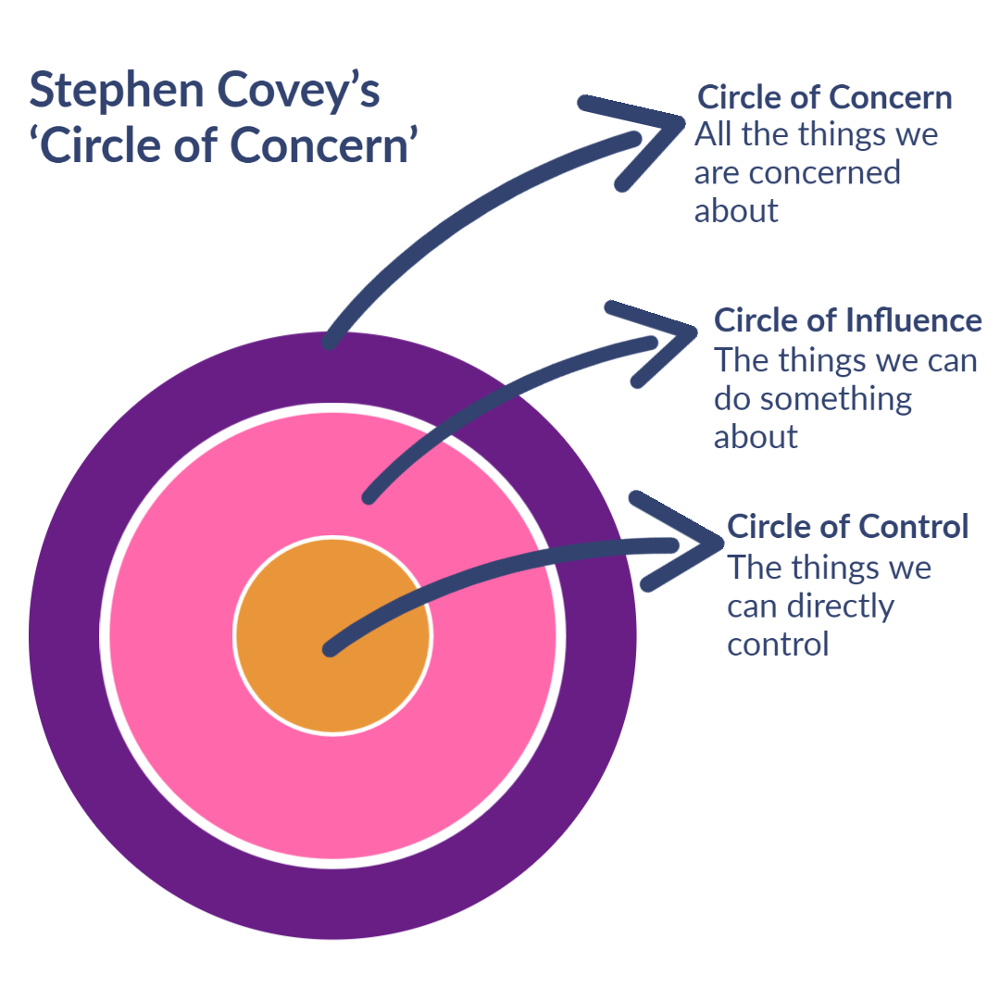 Stephen Covey’s
‘Circle of Concern’
Circle of Concern
All the things we
are concerned
about
Circle of Influence
The things we can
do something
about
Circle of Control
The things we
can directly
control